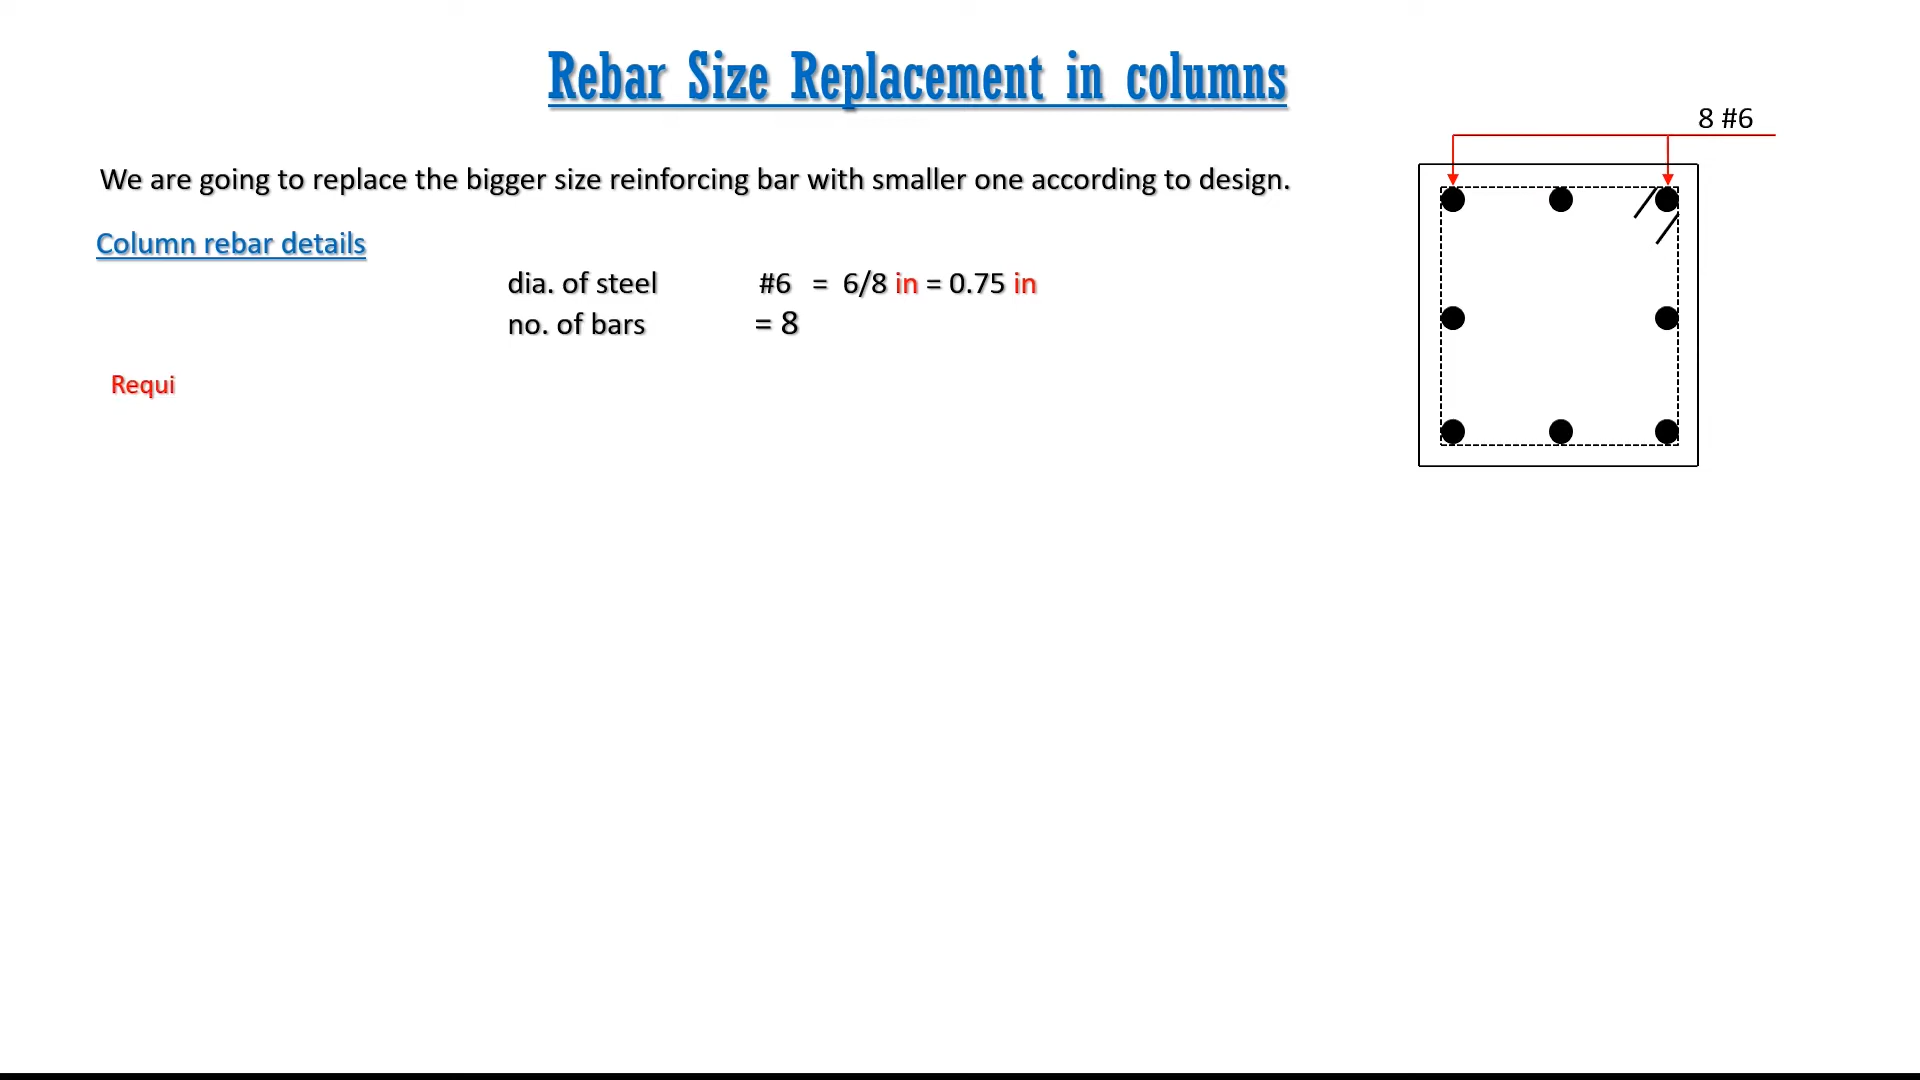 Rebar Size Replacement in columns
8 #6
We are going to replace the bigger size reinforcing bar with smaller one according to design.
Column rebar details
dia. of steel #6 = 6/8 in = 0.75 in
no. of bars = 8
Requi